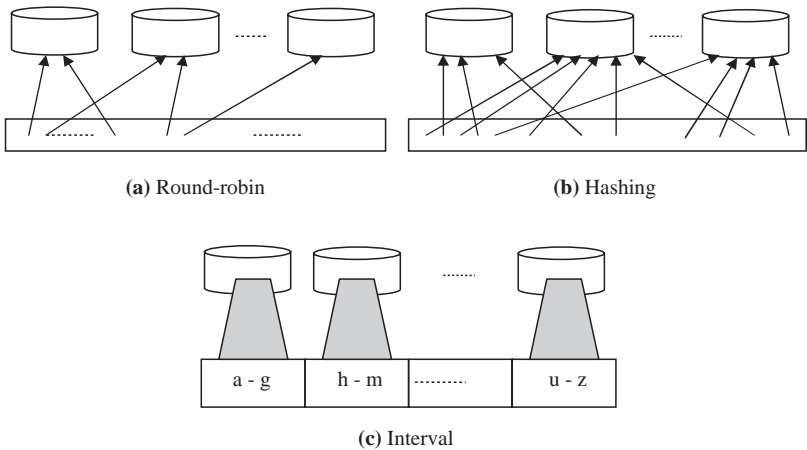 (a) Round-robin
(b) Hashing
a - g
h - m
u - z
(c) Interval